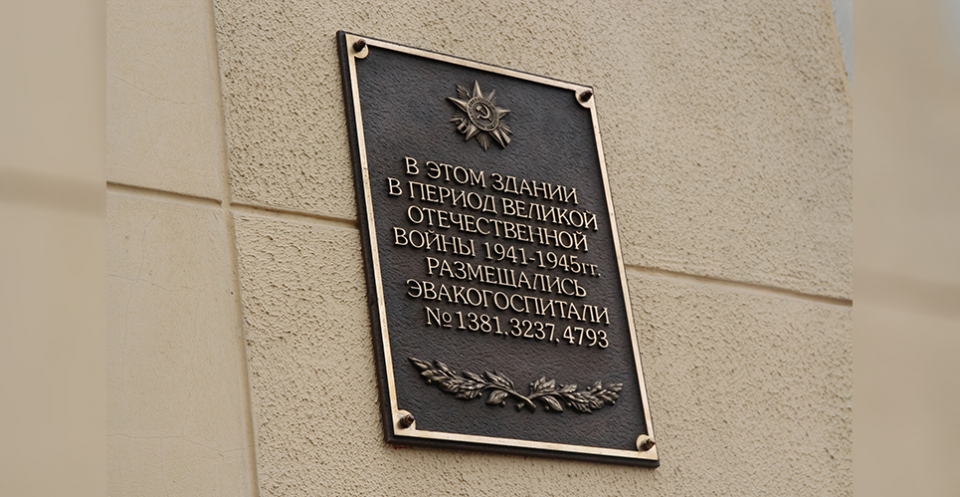 В ЭТОМ ЗДАНИИ
В ПЕРИОД ВЕЛИКОЙ
ОТЕЧЕСТВЕННОЙ
ВОЙНЫ 1941-1945гг.
РАЗМЕЩАЛИСЬ
ЭВАКОГОСПИТАЛИ
№1381, 3237, 4793